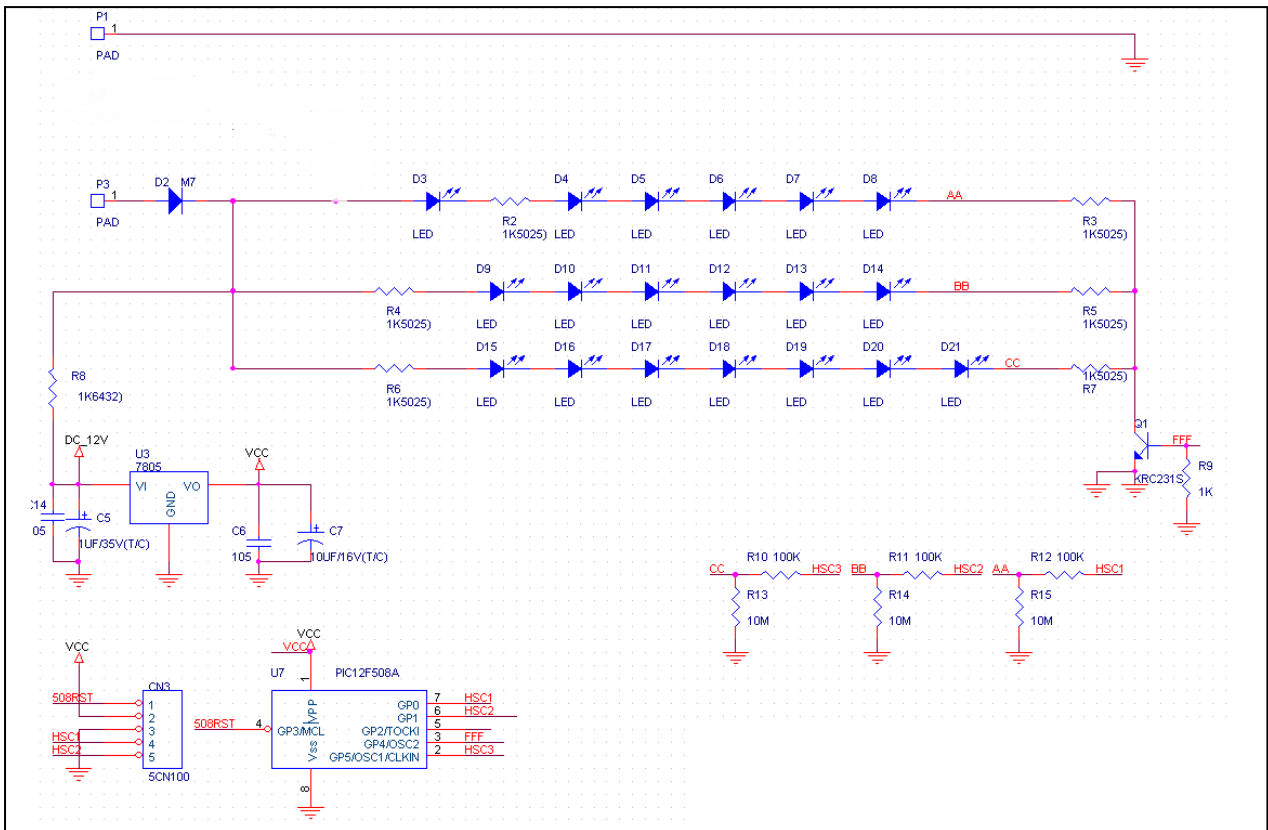 P1
1
PAD
P3
1
PAD
D2 M7
D3
LED
R2
1K5025)
D4
LED
D5
LED
D6
LED
D7
LED
D8
LED
AA
R3
1K5025)
R4
1K5025)
D9
LED
D10
LED
D11
LED
D12
LED
D13
LED
D14
LED
BB
R5
1K5025)
R6
1K5025)
D15
LED
D16
LED
D17
LED
D18
LED
D19
LED
D20
LED
D21
LED
CC
1K5025)
R7
R8
1K6432)
Q1
FFF
KRC231S
R9
1K
DC_12V
U3
7805
VI VO
GND
VCC
C14
05
C5
1UF/35V(T/C)
C6
105
C7
10UF/16V(T/C)
CC
R10 100K
HSC3
R13
10M
BB
R11 100K
HSC2
R14
10M
AA
R12 100K
HSC1
R15
10M
VCC
CN3
508RST
1
2
3
HSC1
4
HSC2
5
5CN100
VCC
VCC
U7
PIC12F508A
1
VPP
508RST
4
GP3/MCL
Vss
8
GP0
7
HSC1
GP1
6
HSC2
GP2/TOCKI
5
GP4/OSC2
3
FFF
GP5/OSC1/CLKIN
2
HSC3